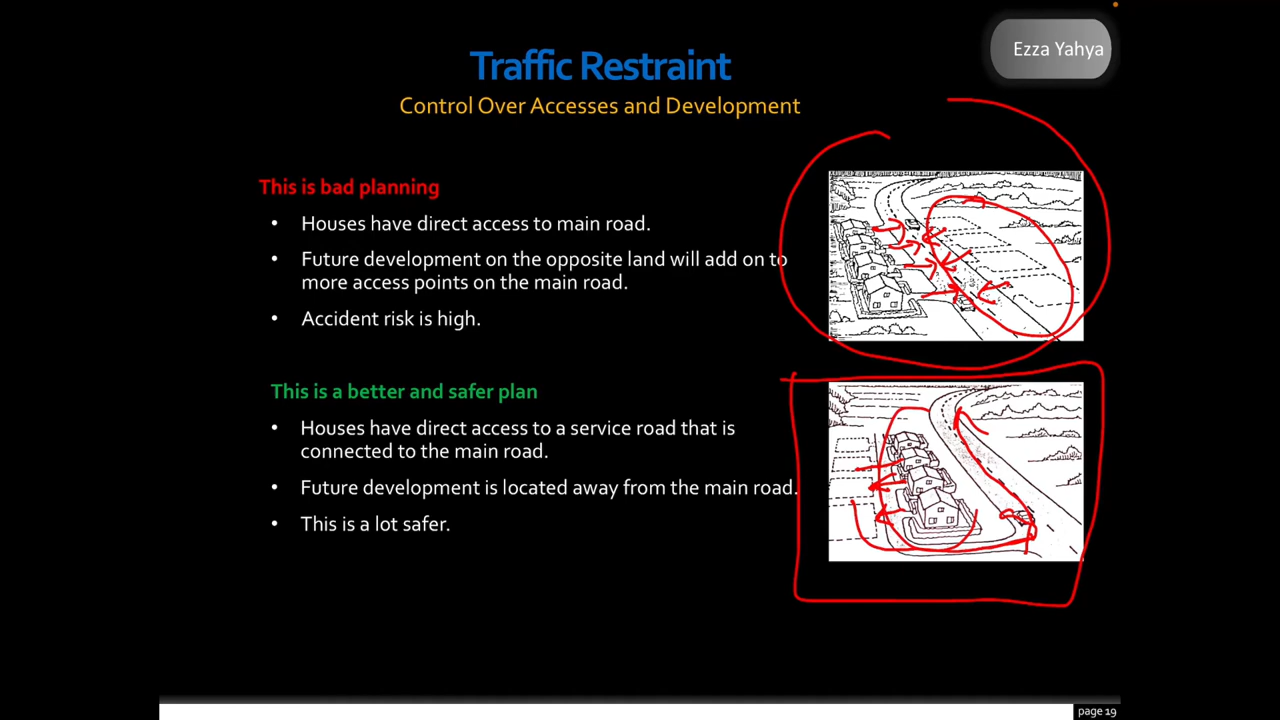 Ezza Yahya
Traffic Restraint
Control Over Accesses and Development
This is bad planning
• Houses have direct access to main road.
• Future development on the opposite land will add on to
more access points on the main road.
• Accident risk is high.
This is a better and safer plan
• Houses have direct access to a service road that is
connected to the main road.
• Future development is located away from the main road.
• This is a lot safer.
page 19